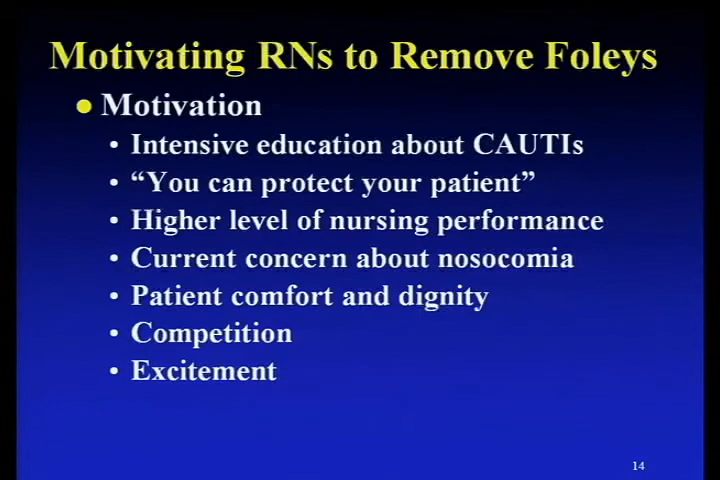 Motivating RNs to Remove Foleys
● Motivation
• Intensive education about CAUTIs
• “You can protect your patient”
• Higher level of nursing performance
• Current concern about nosocomia
• Patient comfort and dignity
• Competition
• Excitement
14